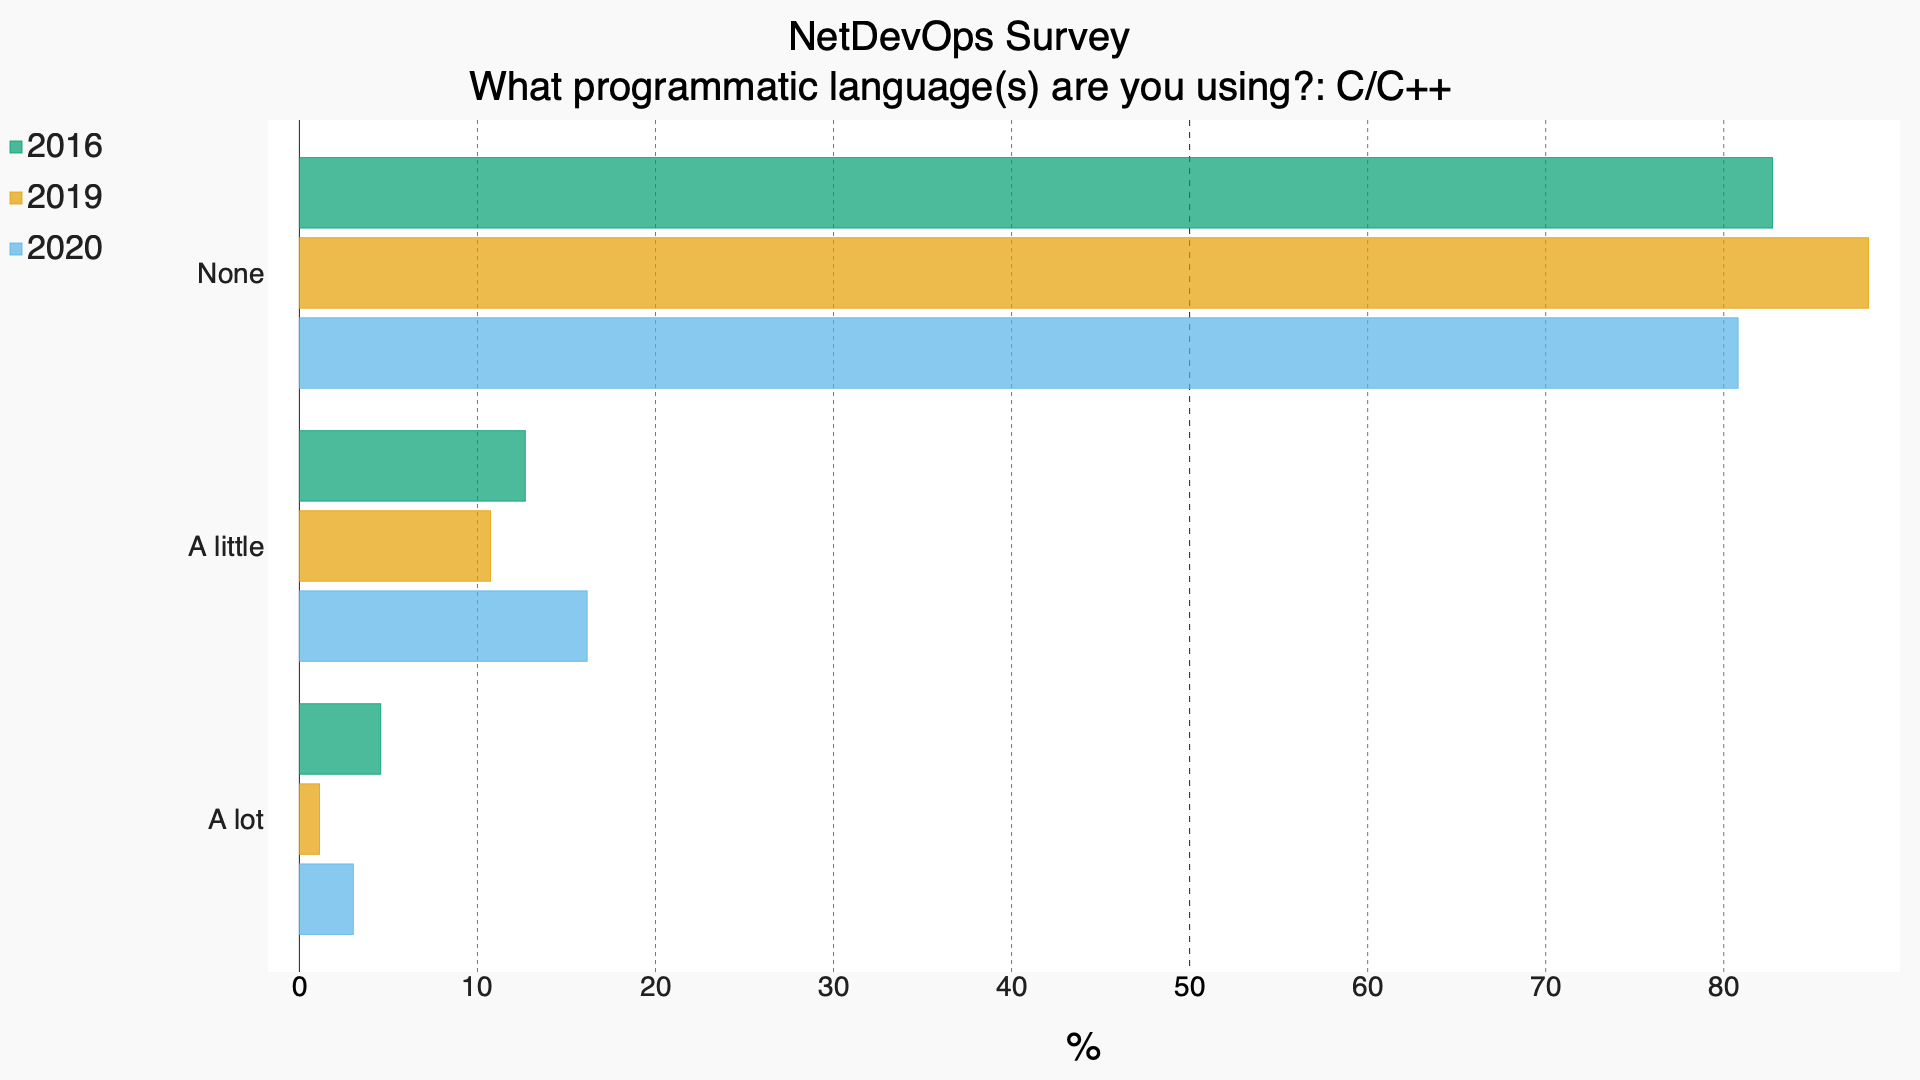 NetDevOps Survey
What programmatic language(s) are you using?: C/C++
2016
2019
2020
None
A little
A lot
0 10 20 30 40 50 60 70 80
%